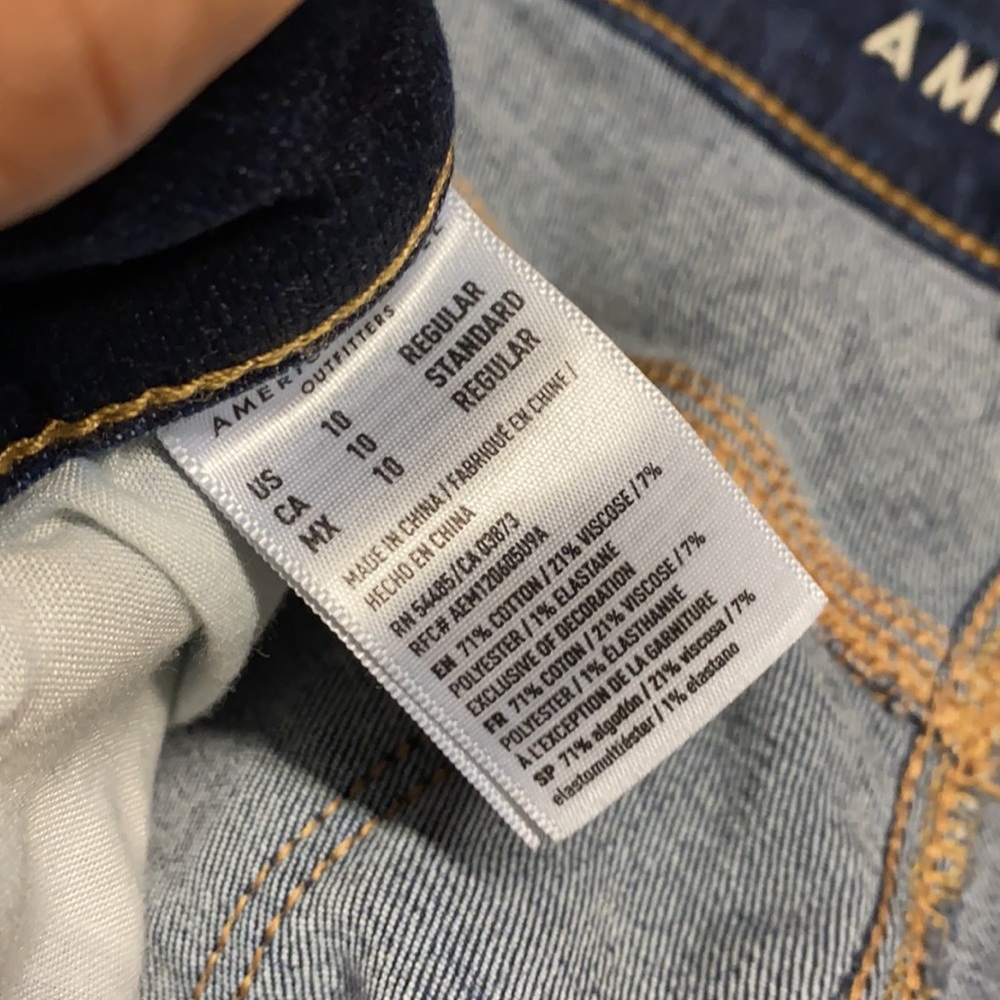 AME
AMERI
OUTFITTERS
US 10 REGULAR
CA 10 STANDARD
MX 10 REGULAR
MADE IN CHINA / FABRIQUÉ EN CHINE /
HECHO EN CHINA
RN 54485/CA 03873
RFC# AEM120605U9A
EN 71% COTTON / 21% VISCOSE / 7%
POLYESTER / 1% ELASTANE
EXCLUSIVE OF DECORATION
FR 71% COTON / 21% VISCOSE / 7%
POLYESTER / 1% ÉLASTHANNE
À L'EXCEPTION DE LA GARNITURE
SP 71% algodón / 21% viscosa / 7%
elastomultiéster / 1% elastano